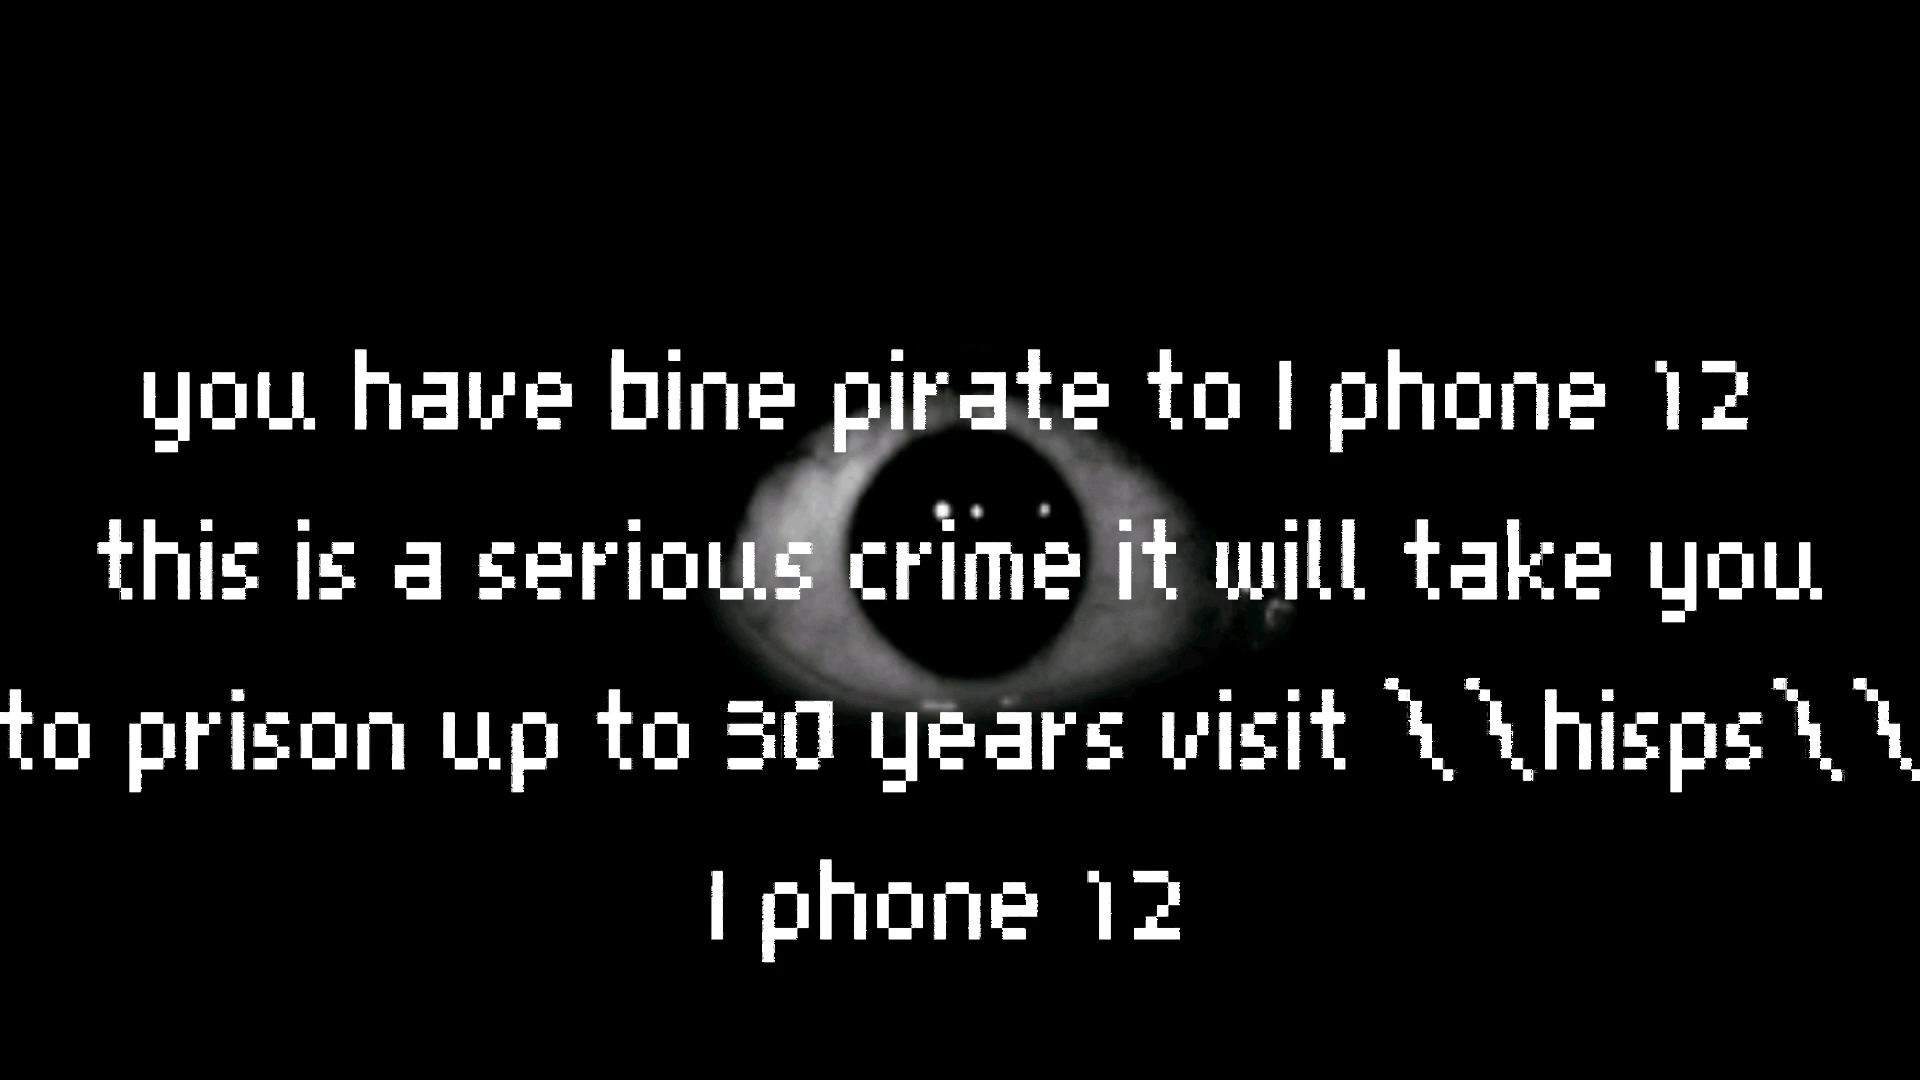 you have bine pirate to I phone 12
this is a serious crime it will take you
to prison up to 30 years visit \\hisps\\
I phone 12